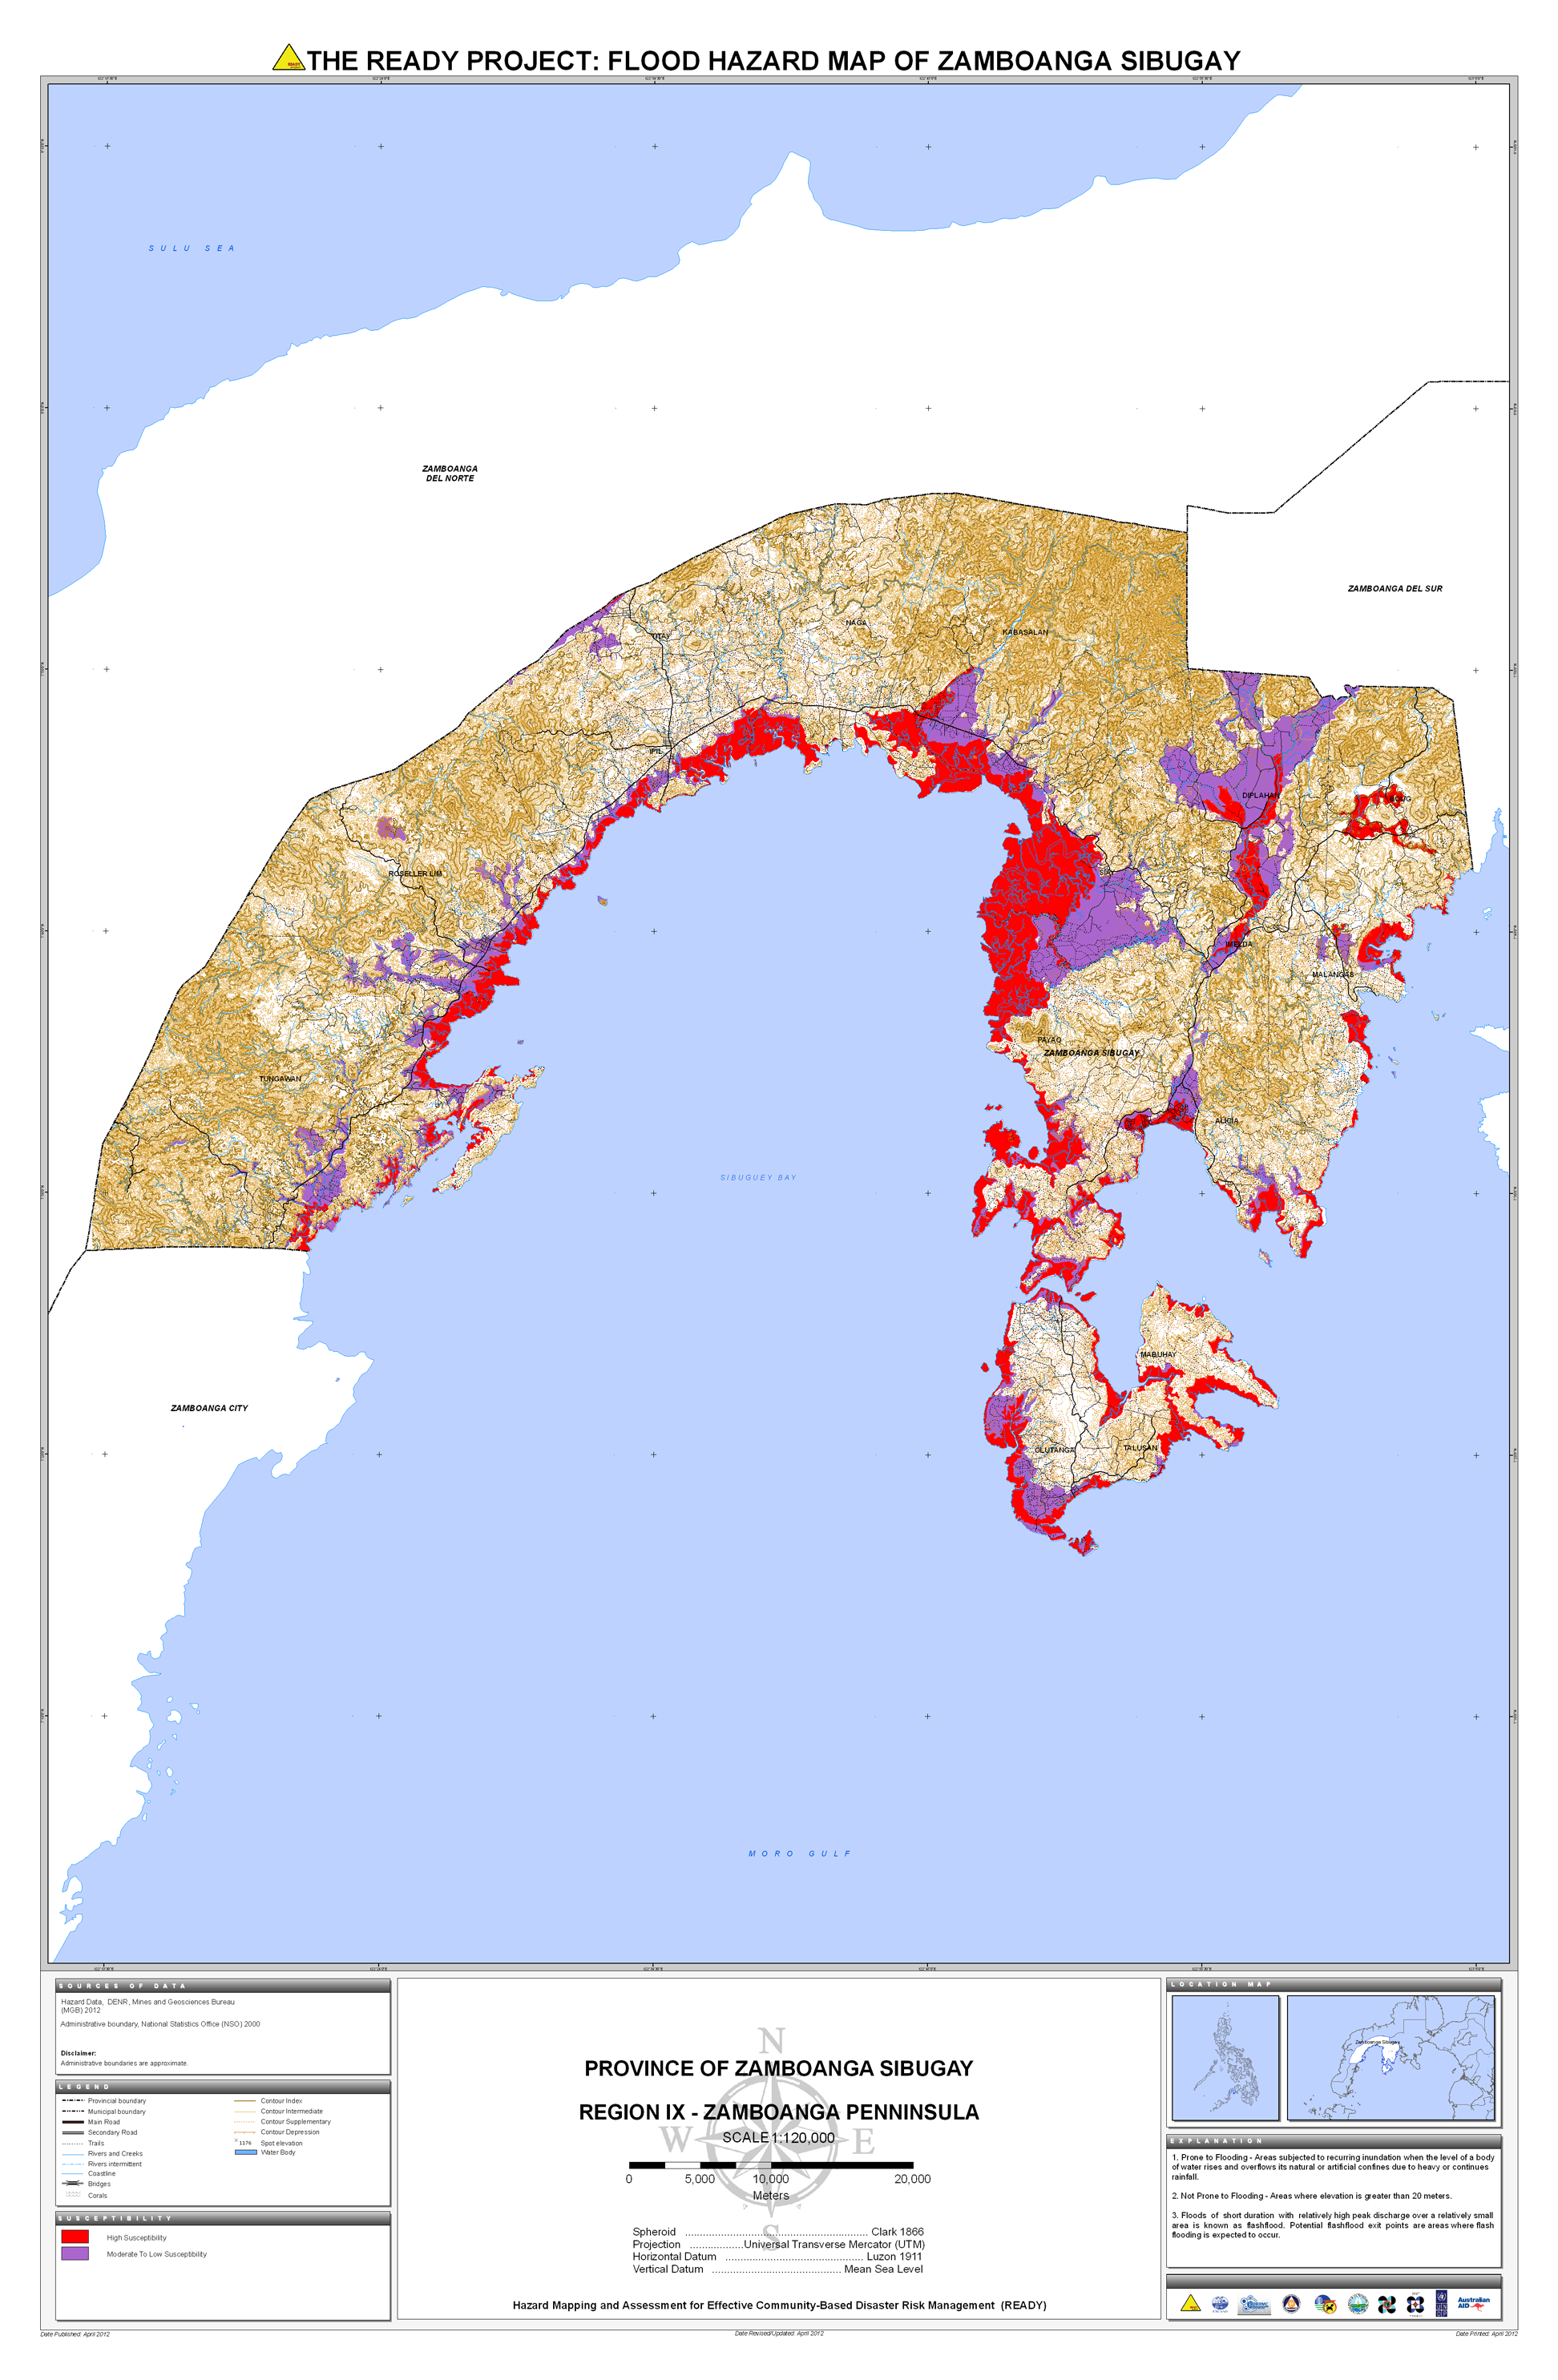 THE READY PROJECT: FLOOD HAZARD MAP OF ZAMBOANGA SIBUGAY
SULU SEA
ZAMBOANGA
DEL NORTE
ZAMBOANGA DEL SUR
TITAY
NAGA
KABASALAN
IPIL
DIPLAHAN
BUUG
ROSELLER LIM
SIAY
IMELDA
MALANGAS
PAYAO
ZAMBOANGA SIBUGAY
TUNGAWAN
ALICIA
SIBUGUEY BAY
MABUHAY
ZAMBOANGA CITY
OLUTANGA
TALUSAN
MORO GULF
SOURCES OF DATA
Hazard Data, DENR, Mines and Geosciences Bureau
(MGB) 2012
Administrative boundary, National Statistics Office (NSO) 2000
Disclaimer:
Administrative boundaries are approximate.
LEGEND
Provincial boundary
Municipal boundary
Main Road
Secondary Road
Trails
Rivers and Creeks
Rivers intermittent
Coastline
Bridges
Corals
Contour Index
Contour Intermediate
Contour Supplementary
Contour Depression
1176 Spot elevation
Water Body
SUSCEPTIBILITY
High Susceptibility
Moderate To Low Susceptibility
N
PROVINCE OF ZAMBOANGA SIBUGAY
REGION IX - ZAMBOANGA PENNINSULA
W
SCALE 1:120,000
E
0 5,000 10,000 20,000
Meters
S
Spheroid ........ Clark 1866
Projection ........ Universal Transverse Mercator (UTM)
Horizontal Datum ........ Luzon 1911
Vertical Datum ........ Mean Sea Level
Hazard Mapping and Assessment for Effective Community-Based Disaster Risk Management (READY)
LOCATION MAP
Zamboanga Sibugay
EXPLANATION
1. Prone to Flooding - Areas subjected to recurring inundation when the level of a body
of water rises and overflows its natural or artificial confines due to heavy or continues
rainfall.
2. Not Prone to Flooding - Areas where elevation is greater than 20 meters.
3. Floods of short duration with relatively high peak discharge over a relatively small
area is known as flashflood. Potential flashflood exit points are areas where flash
flooding is expected to occur.
Australian
AID
Date Published: April 2012
Date Revised/Updated: April 2012
Date Printed: April 2012